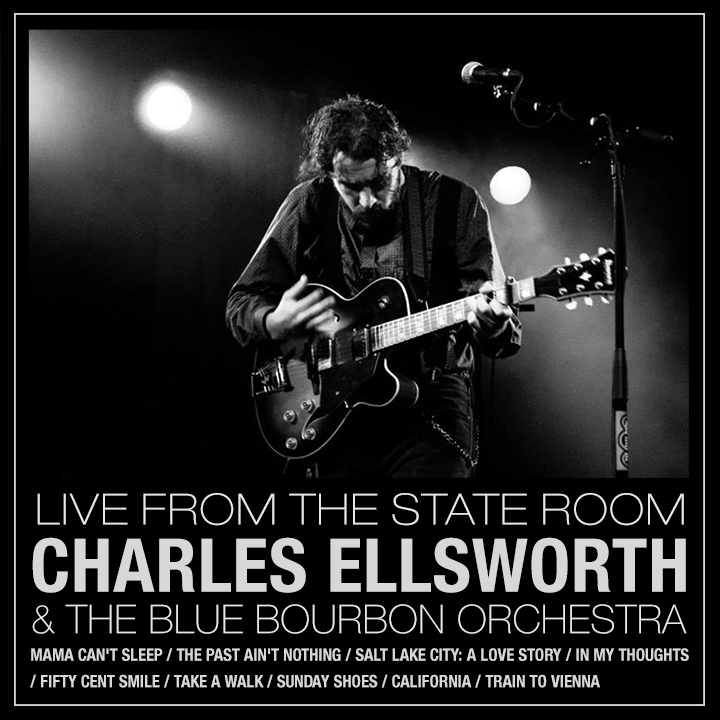 LIVE FROM THE STATE ROOM
CHARLES ELLSWORTH
& THE BLUE BOURBON ORCHESTRA
MAMA CAN'T SLEEP / THE PAST AIN'T NOTHING / SALT LAKE CITY: A LOVE STORY / IN MY THOUGHTS
/ FIFTY CENT SMILE / TAKE A WALK / SUNDAY SHOES / CALIFORNIA / TRAIN TO VIENNA